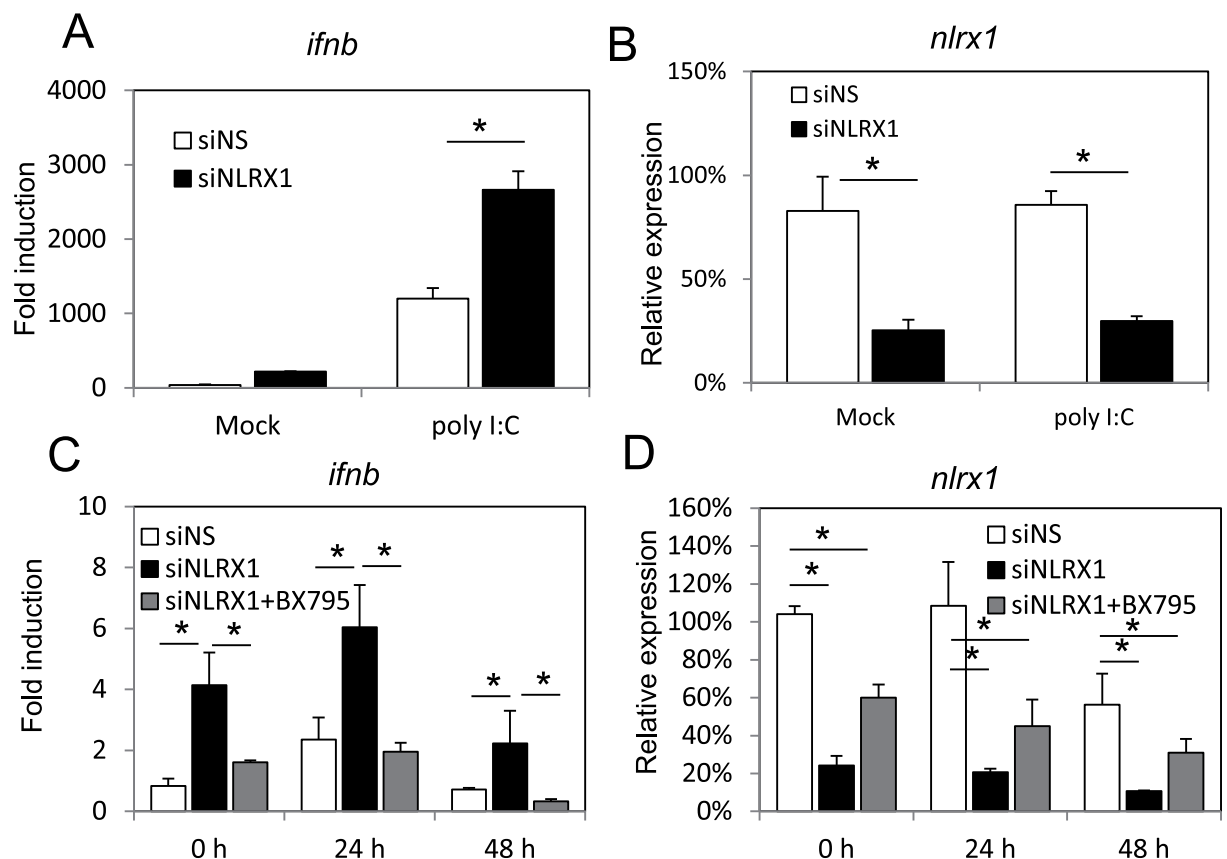 A
ifnb
4000
3000
2000
1000
0
Fold induction
siNS
siNLRX1
*
Mock
poly I:C
B
nlrx1
150%
100%
50%
0%
Relative expression
siNS
siNLRX1
*
*
Mock
poly I:C
C
ifnb
10
8
6
4
2
0
Fold induction
siNS
siNLRX1
siNLRX1+BX795
*
*
*
*
*
*
0 h
24 h
48 h
D
nlrx1
160%
140%
120%
100%
80%
60%
40%
20%
0%
Relative expression
siNS
siNLRX1
siNLRX1+BX795
*
*
*
*
*
*
0 h
24 h
48 h